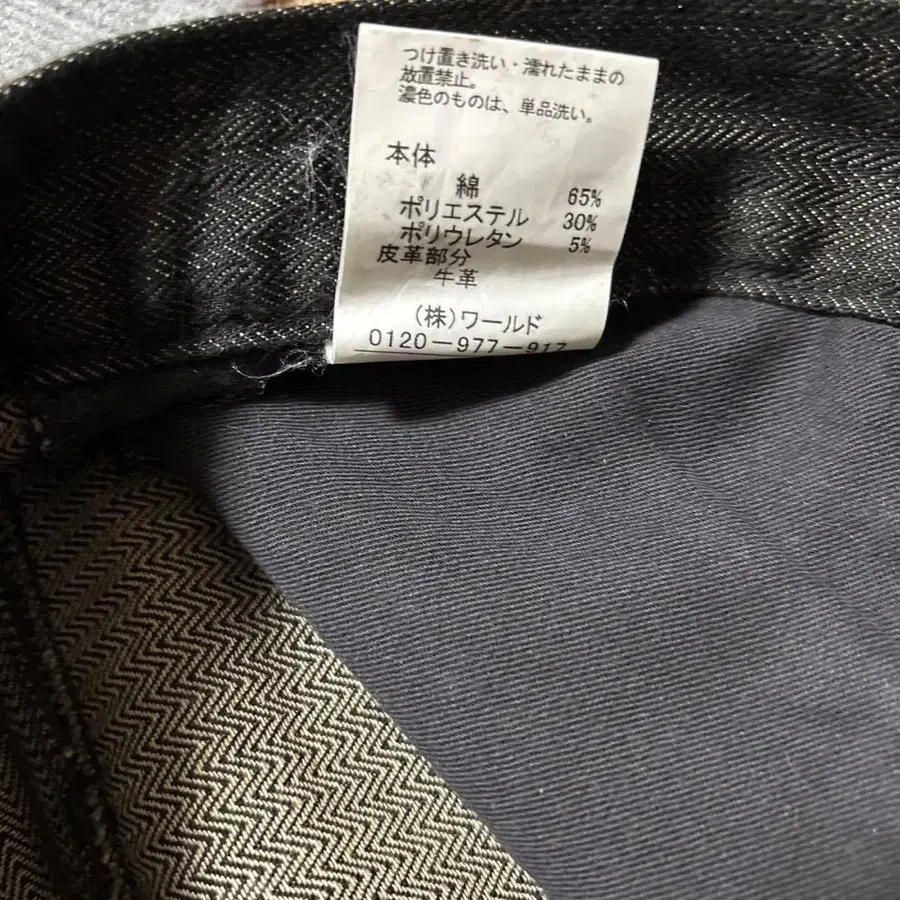 つけ置き洗い・濡れたままの
放置禁止。
濃色のものは、単品洗い。
本体
綿 65%
ポリエステル 30%
ポリウレタン 5%
皮革部分
牛革
(株)ワールド
0120-977-917